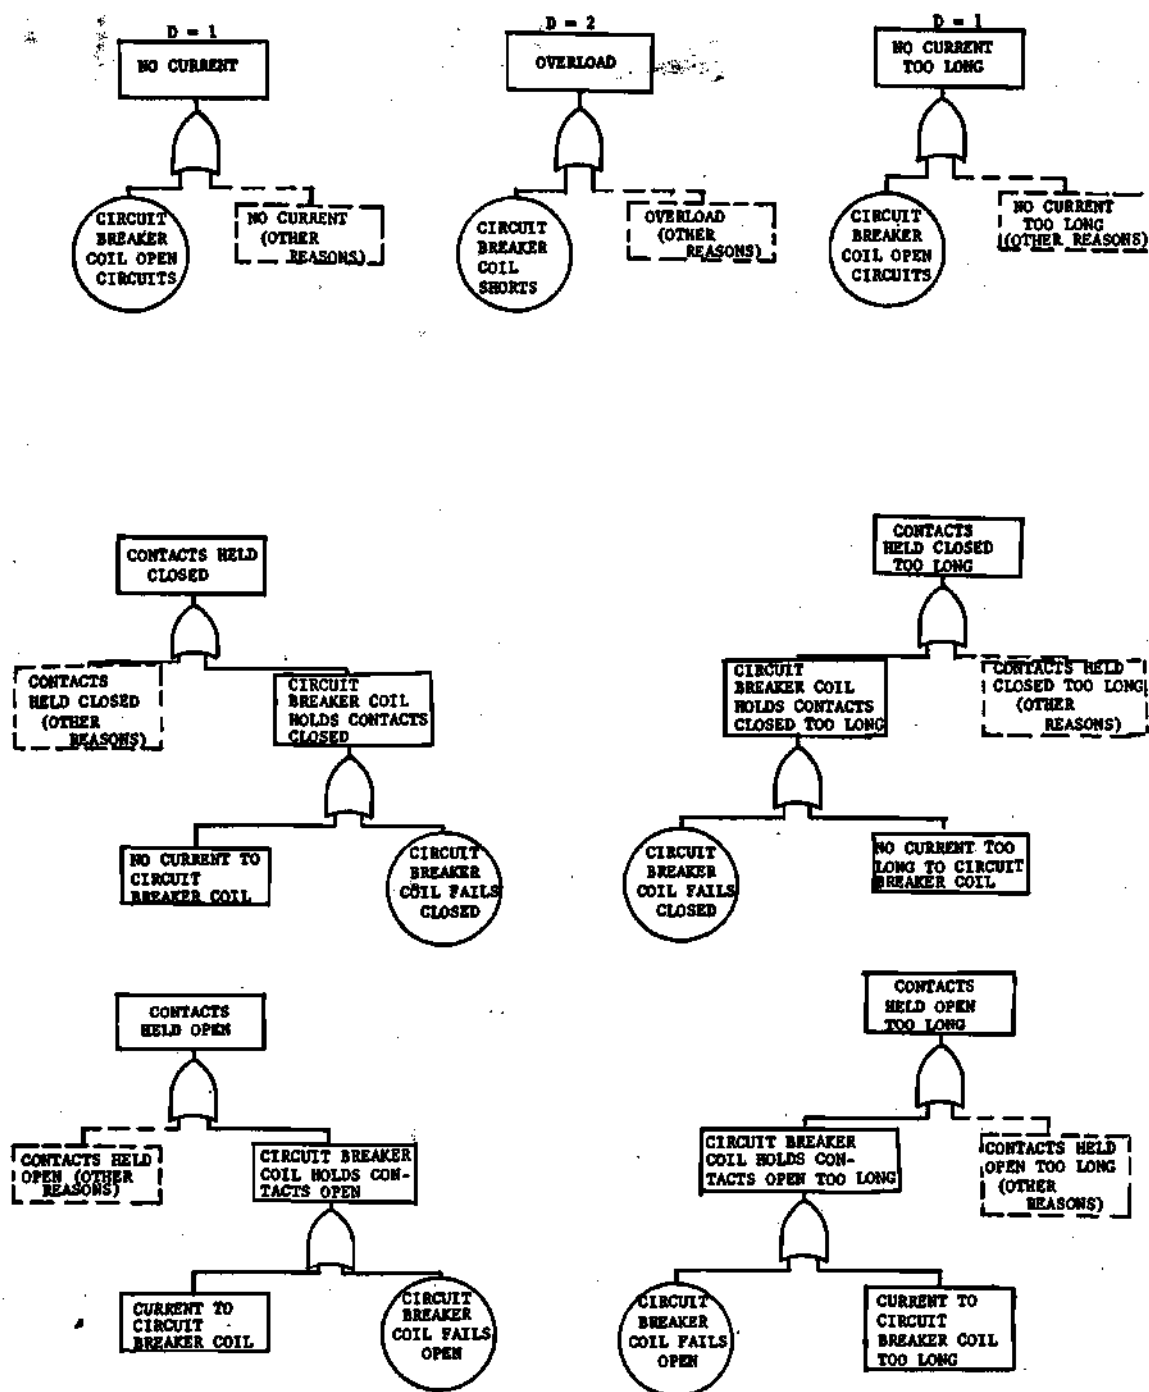 D = 1
NO CURRENT
CIRCUIT
BREAKER
COIL OPEN
CIRCUITS
NO CURRENT
(OTHER
REASONS)
D = 2
OVERLOAD
CIRCUIT
BREAKER
COIL
SHORTS
OVERLOAD
(OTHER
REASONS)
D = 1
NO CURRENT
TOO LONG
CIRCUIT
BREAKER
COIL OPEN
CIRCUITS
NO CURRENT
TOO LONG
(OTHER REASONS)
CONTACTS HELD
CLOSED
CONTACTS
HELD CLOSED
(OTHER
REASONS)
CIRCUIT
BREAKER COIL
HOLDS CONTACTS
CLOSED
NO CURRENT TO
CIRCUIT
BREAKER COIL
CIRCUIT
BREAKER
COIL FAILS
CLOSED
CONTACTS
HELD CLOSED
TOO LONG
CIRCUIT
BREAKER COIL
HOLDS CONTACTS
CLOSED TOO LONG
CONTACTS HELD
CLOSED TOO LONG
(OTHER
REASONS)
CIRCUIT
BREAKER
COIL FAILS
CLOSED
NO CURRENT TOO
LONG TO CIRCUIT
BREAKER COIL
CONTACTS
HELD OPEN
CONTACTS HELD
OPEN (OTHER
REASONS)
CIRCUIT BREAKER
COIL HOLDS CON-
TACTS OPEN
CURRENT TO
CIRCUIT
BREAKER COIL
CIRCUIT
BREAKER
COIL FAILS
OPEN
CONTACTS
HELD OPEN
TOO LONG
CIRCUIT BREAKER
COIL HOLDS CON-
TACTS OPEN TOO LONG
CONTACTS HELD
OPEN TOO LONG
(OTHER
REASONS)
CIRCUIT
BREAKER
COIL FAILS
OPEN
CURRENT TO
CIRCUIT
BREAKER COIL
TOO LONG